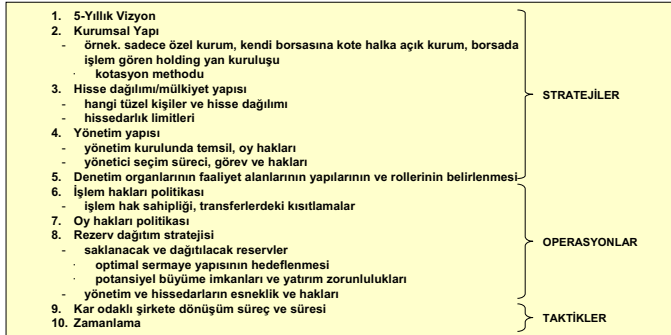 1. 5-Yıllık Vizyon
2. Kurumsal Yapı
- örnek. sadece özel kurum, kendi borsasına kote halka açık kurum, borsada
işlem gören holding yan kuruluşu
· kotasyon methodu
3. Hisse dağılımı/mülkiyet yapısı
- hangi tüzel kişiler ve hisse dağılımı
- hissedarlık limitleri
4. Yönetim yapısı
- yönetim kurulunda temsil, oy hakları
- yönetici seçim süreci, görev ve hakları
5. Denetim organlarının faaliyet alanlarının yapılarının ve rollerinin belirlenmesi
STRATEJİLER
6. İşlem hakları politikası
- işlem hak sahipliği, transferlerdeki kısıtlamalar
7. Oy hakları politikası
8. Rezerv dağıtım stratejisi
- saklanacak ve dağıtılacak reservler
· optimal sermaye yapısının hedeflenmesi
· potansiyel büyüme imkanları ve yatırım zorunlulukları
- yönetim ve hissedarların esneklik ve hakları
OPERASYONLAR
9. Kar odaklı şirkete dönüşüm süreç ve süresi
10. Zamanlama
TAKTİKLER